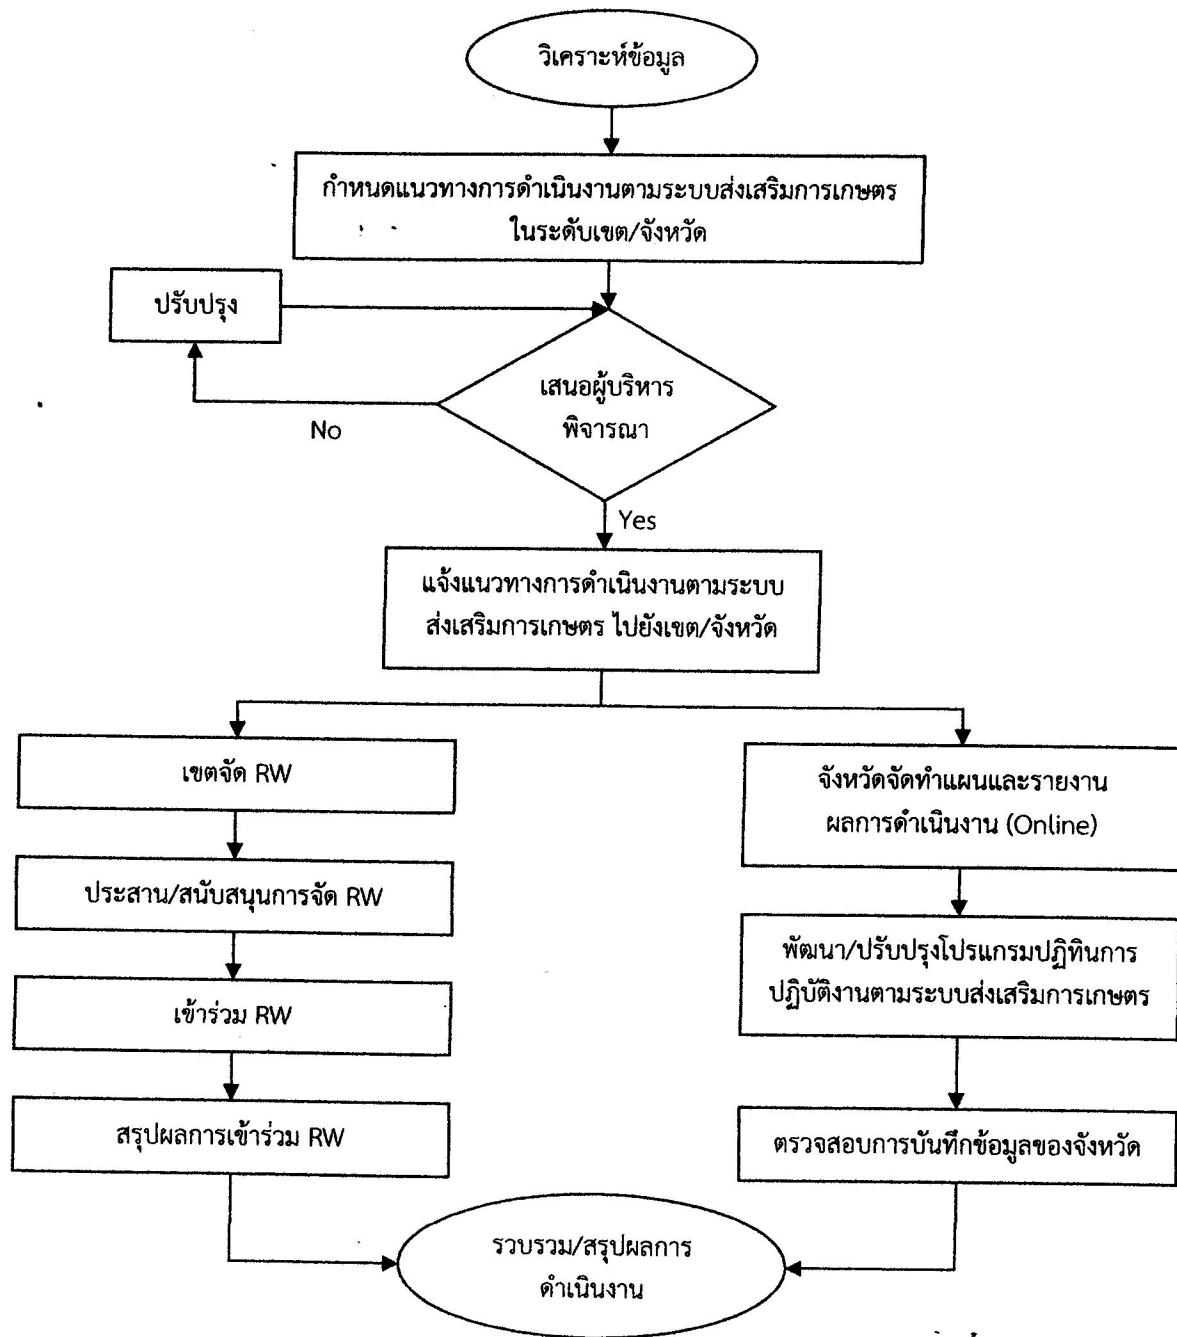 วิเคราะห์ข้อมูล
กำหนดแนวทางการดำเนินงานตามระบบส่งเสริมการเกษตร
ในระดับเขต/จังหวัด
ปรับปรุง
เสนอผู้บริหาร
พิจารณา
No
Yes
แจ้งแนวทางการดำเนินงานตามระบบ
ส่งเสริมการเกษตร ไปยังเขต/จังหวัด
เขตจัด RW
ประสาน/สนับสนุนการจัด RW
เข้าร่วม RW
สรุปผลการเข้าร่วม RW
จังหวัดจัดทำแผนและรายงาน
ผลการดำเนินงาน (Online)
พัฒนา/ปรับปรุงโปรแกรมปฏิทินการ
ปฏิบัติงานตามระบบส่งเสริมการเกษตร
ตรวจสอบการบันทึกข้อมูลของจังหวัด
รวบรวม/สรุปผลการ
ดำเนินงาน